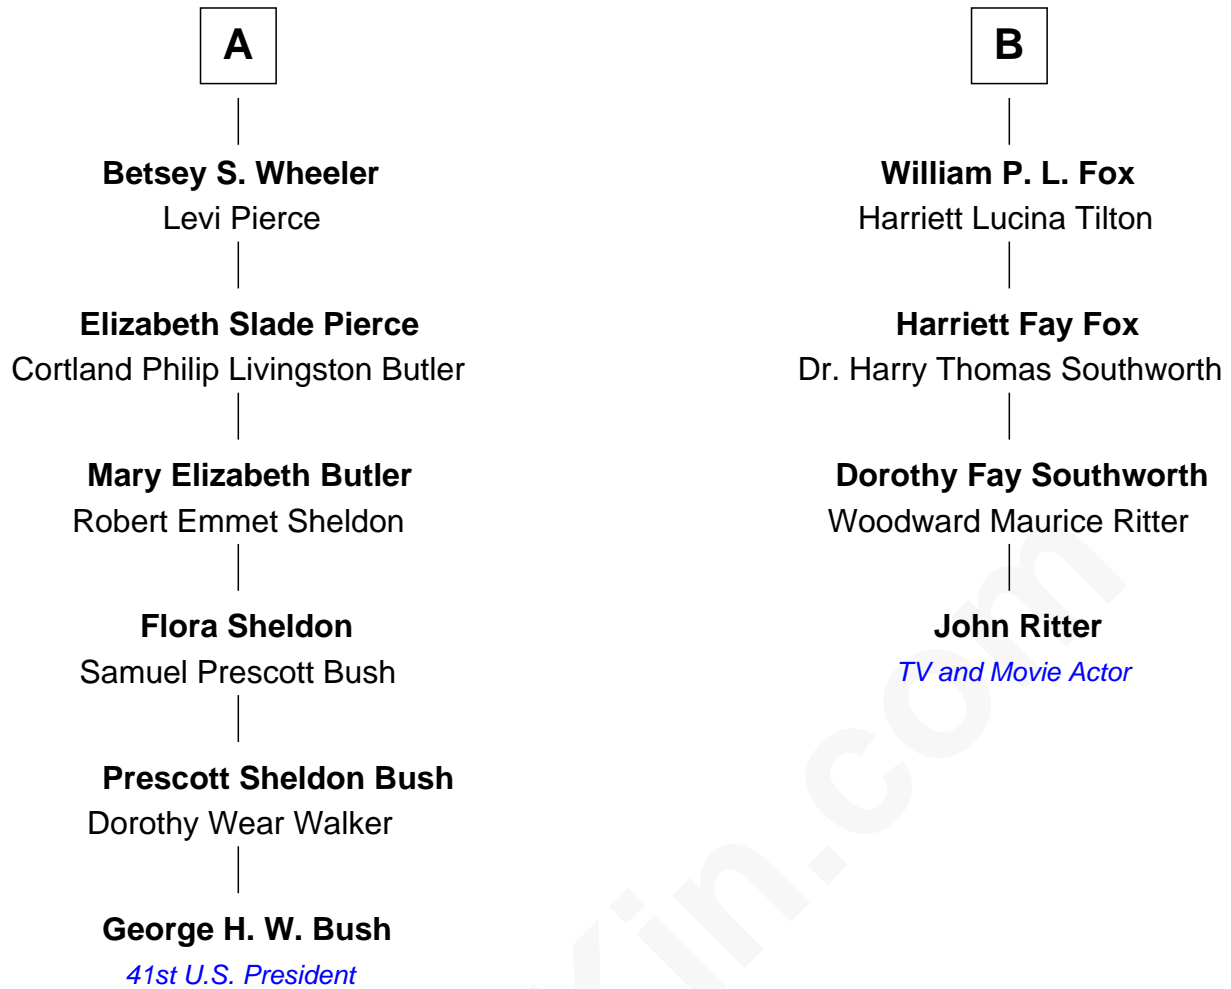 A
Betsey S. Wheeler
Levi Pierce
Elizabeth Slade Pierce
Cortland Philip Livingston Butler
Mary Elizabeth Butler
Robert Emmet Sheldon
Flora Sheldon
Samuel Prescott Bush
Prescott Sheldon Bush
Dorothy Wear Walker
George H. W. Bush
41st U.S. President
B
William P. L. Fox
Harriett Lucina Tilton
Harriett Fay Fox
Dr. Harry Thomas Southworth
Dorothy Fay Southworth
Woodward Maurice Ritter
John Ritter
TV and Movie Actor